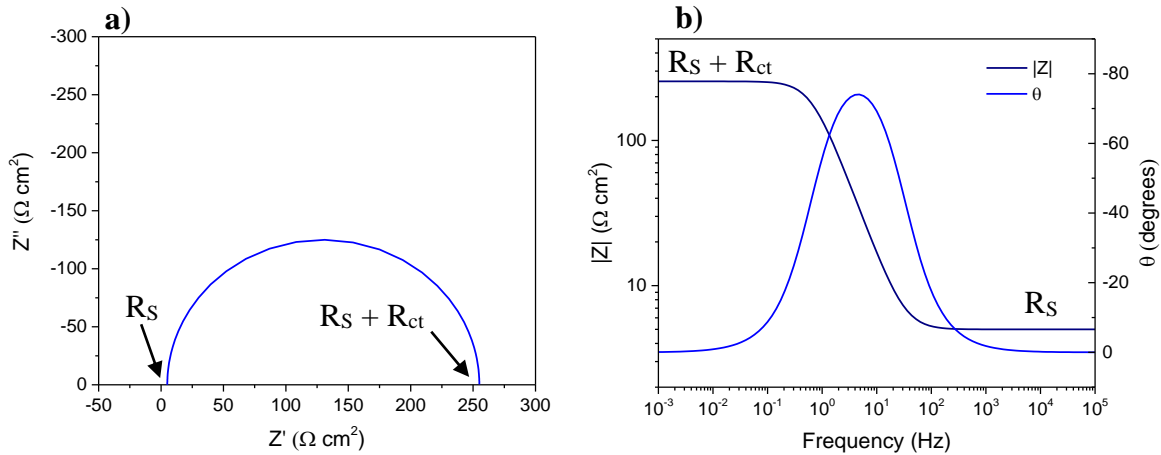 a)
-300
-250
-200
-150
-100
-50
0
Z'' (Ω cm²)
R_S
R_S + R_ct
-50 0 50 100 150 200 250 300
Z' (Ω cm²)
b)
R_S + R_ct
|Z|
θ
100
10
|Z| (Ω cm²)
-80
-60
-40
-20
0
θ (degrees)
R_S
10⁻³ 10⁻² 10⁻¹ 10⁰ 10¹ 10² 10³ 10⁴ 10⁵
Frequency (Hz)